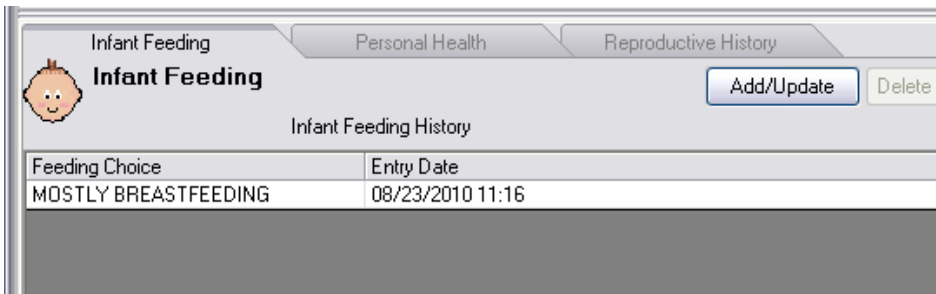 Infant Feeding Personal Health Reproductive History
Infant Feeding
Add/Update Delete
Infant Feeding History
Feeding Choice Entry Date
MOSTLY BREASTFEEDING 08/23/2010 11:16